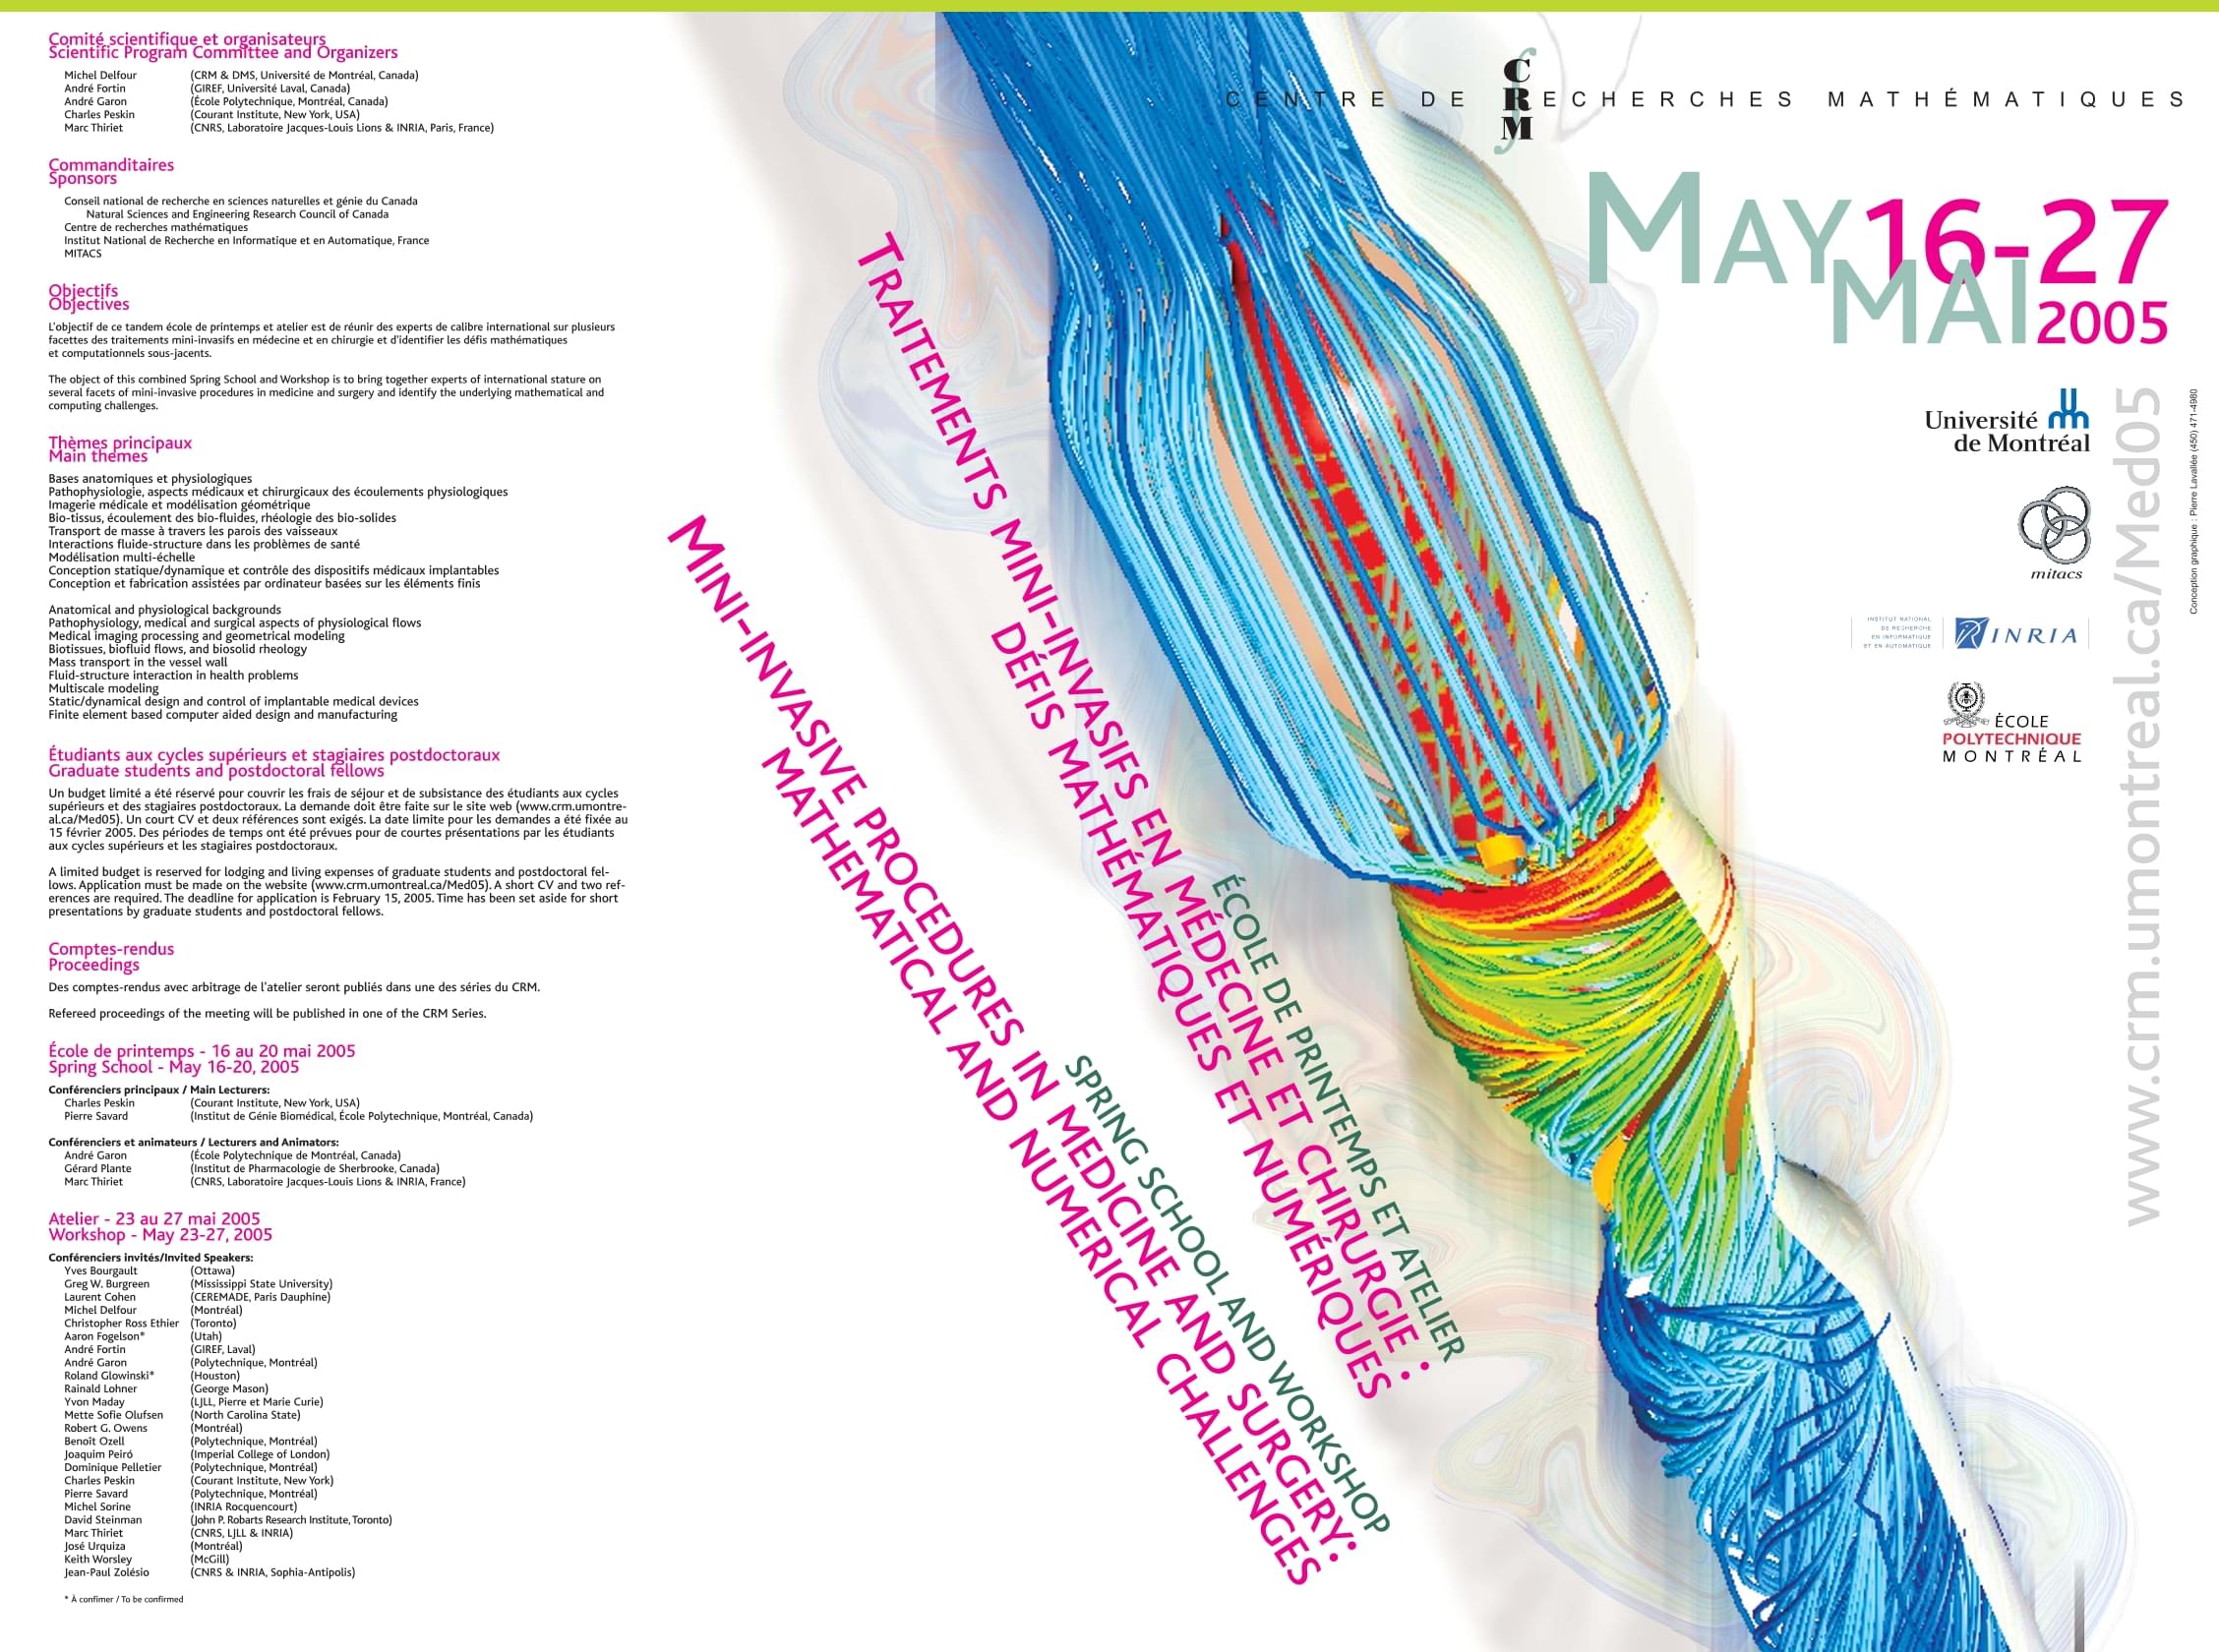 Comité scientifique et organisateurs
Scientific Program Committee and Organizers
Michel Delfour (CRM & DMS, Université de Montréal, Canada)
André Fortin (GIREF, Université Laval, Canada)
André Garon (École Polytechnique, Montréal, Canada)
Charles Peskin (Courant Institute, New York, USA)
Marc Thiriet (CNRS, Laboratoire Jacques-Louis Lions & INRIA, Paris, France)
Commanditaires
Sponsors
Conseil national de recherche en sciences naturelles et génie du Canada
Natural Sciences and Engineering Research Council of Canada
Centre de recherches mathématiques
Institut National de Recherche en Informatique et en Automatique, France
MITACS
Objectifs
Objectives
L'objectif de ce tandem école de printemps et atelier est de réunir des experts de calibre international sur plusieurs
facettes des traitements mini-invasifs en médecine et en chirurgie et d'identifier les défis mathématiques
et computationnels sous-jacents.
The object of this combined Spring School and Workshop is to bring together experts of international stature on
several facets of mini-invasive procedures in medicine and surgery and identify the underlying mathematical and
computing challenges.
Thèmes principaux
Main themes
Bases anatomiques et physiologiques
Pathophysiologie, aspects médicaux et chirurgicaux des écoulements physiologiques
Imagerie médicale et modélisation géométrique
Bio-tissus, écoulement des bio-fluides, rhéologie des bio-solides
Transport de masse à travers les parois des vaisseaux
Interactions fluide-structure dans les problèmes de santé
Modélisation multi-échelle
Conception statique/dynamique et contrôle des dispositifs médicaux implantables
Conception et fabrication assistées par ordinateur basées sur les éléments finis
Anatomical and physiological backgrounds
Pathophysiology, medical and surgical aspects of physiological flows
Medical imaging processing and geometrical modeling
Biotissues, biofluid flows, and biosolid rheology
Mass transport in the vessel wall
Fluid-structure interaction in health problems
Multiscale modeling
Static/dynamical design and control of implantable medical devices
Finite element based computer aided design and manufacturing
Étudiants aux cycles supérieurs et stagiaires postdoctoraux
Graduate students and postdoctoral fellows
Un budget limité a été réservé pour couvrir les frais de séjour et de subsistance des étudiants aux cycles
supérieurs et des stagiaires postdoctoraux. La demande doit être faite sur le site web (www.crm.umontre-
al.ca/Med05). Un court CV et deux références sont exigés. La date limite pour les demandes a été fixée au
15 février 2005. Des périodes de temps ont été prévues pour de courtes présentations par les étudiants
aux cycles supérieurs et les stagiaires postdoctoraux.
A limited budget is reserved for lodging and living expenses of graduate students and postdoctoral fel-
lows. Application must be made on the website (www.crm.umontreal.ca/Med05). A short CV and two ref-
erences are required. The deadline for application is February 15, 2005. Time has been set aside for short
presentations by graduate students and postdoctoral fellows.
Comptes-rendus
Proceedings
Des comptes-rendus avec arbitrage de l'atelier seront publiés dans une des séries du CRM.
Refereed proceedings of the meeting will be published in one of the CRM Series.
École de printemps - 16 au 20 mai 2005
Spring School - May 16-20, 2005
Conférenciers principaux / Main Lecturers:
Charles Peskin (Courant Institute, New York, USA)
Pierre Savard (Institut de Génie Biomédical, École Polytechnique, Montréal, Canada)
Conférenciers et animateurs / Lecturers and Animators:
André Garon (École Polytechnique de Montréal, Canada)
Gérard Plante (Institut de Pharmacologie de Sherbrooke, Canada)
Marc Thiriet (CNRS, Laboratoire Jacques-Louis Lions & INRIA, France)
Atelier - 23 au 27 mai 2005
Workshop - May 23-27, 2005
Conférenciers invités/Invited Speakers:
Yves Bourgault (Ottawa)
Greg W. Burgreen (Mississippi State University)
Laurent Cohen (CEREMADE, Paris Dauphine)
Michel Delfour (Montréal)
Christopher Ross Ethier (Toronto)
Aaron Fogelson* (Utah)
André Fortin (GIREF, Laval)
André Garon (Polytechnique, Montréal)
Roland Glowinski* (Houston)
Rainald Lohner (George Mason)
Yvon Maday (LJLL, Pierre et Marie Curie)
Mette Sofie Olufsen (North Carolina State)
Robert G. Owens (Montréal)
Benoît Ozell (Polytechnique, Montréal)
Joaquim Peiró (Imperial College of London)
Dominique Pelletier (Polytechnique, Montréal)
Charles Peskin (Courant Institute, New York)
Pierre Savard (Polytechnique, Montréal)
Michel Sorine (INRIA Rocquencourt)
David Steinman (John P. Robarts Research Institute, Toronto)
Marc Thiriet (CNRS, LJLL & INRIA)
José Urquiza (Montréal)
Keith Worsley (McGill)
Jean-Paul Zolésio (CNRS & INRIA, Sophia-Antipolis)
* À confimer / To be confirmed
TRAITEMENTS MINI-INVASIFS EN MÉDECINE ET CHIRURGIE :
DÉFIS MATHÉMATIQUES ET NUMÉRIQUES
ÉCOLE DE PRINTEMPS ET ATELIER
MINI-INVASIVE PROCEDURES IN MEDICINE AND SURGERY:
MATHEMATICAL AND NUMERICAL CHALLENGES
SPRING SCHOOL AND WORKSHOP
CRM
CENTRE DE RECHERCHES MATHÉMATIQUES
MAY 16-27
MAI 2005
Université
de Montréal
mitacs
INSTITUT NATIONAL
DE RECHERCHE
EN INFORMATIQUE
ET EN AUTOMATIQUE
INRIA
ÉCOLE
POLYTECHNIQUE
MONTRÉAL
www.crm.umontreal.ca/Med05
Conception graphique : Pierre Lavallée (450) 471-4980